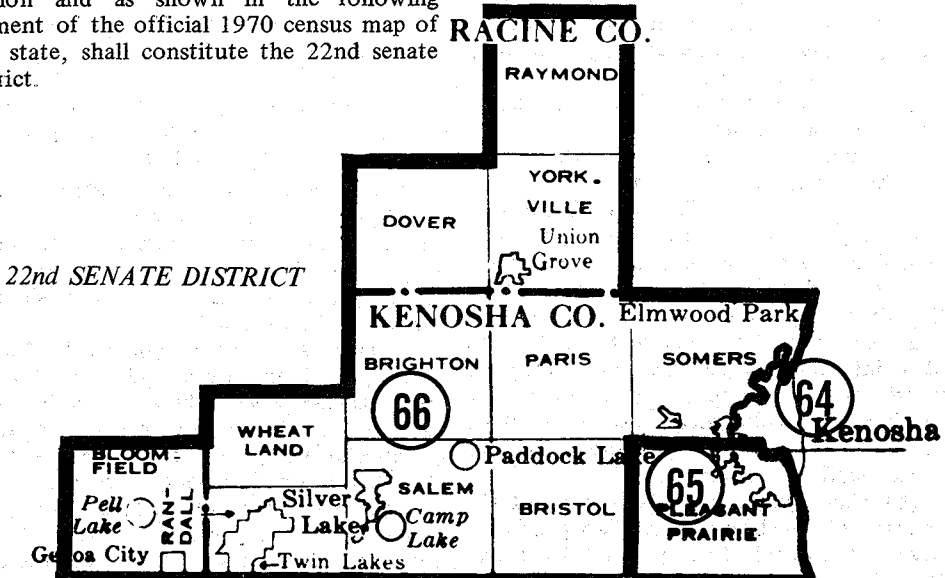 and as shown in the following
of the official 1970 census map of
state, shall constitute the 22nd senate
RACINE CO.
RAYMOND
YORK-
VILLE
DOVER
Union
Grove
22nd SENATE DISTRICT
KENOSHA CO.
Elmwood Park
BRIGHTON
PARIS
SOMERS
66
64
Kenosha
WHEAT
LAND
BLOOM-
FIELD
Paddock Lake
65
PLEASANT
PRAIRIE
Pell
Lake
RAN-
DALL
Silver
Lake
SALEM
Camp
Lake
BRISTOL
Genoa City
Twin Lakes